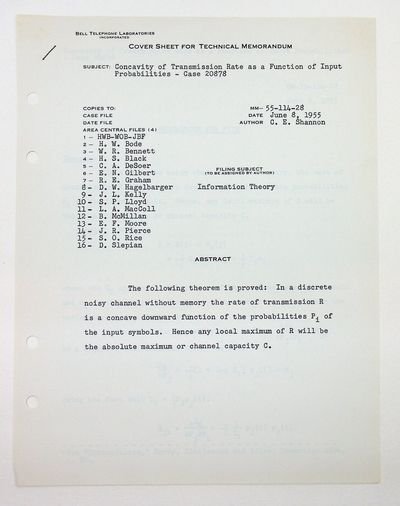 BELL TELEPHONE LABORATORIES
INCORPORATED
COVER SHEET FOR TECHNICAL MEMORANDUM
SUBJECT: Concavity of Transmission Rate as a Function of Input
Probabilities - Case 20878
COPIES TO:
CASE FILE
DATE FILE
AREA CENTRAL FILES (4)
MM- 55-114-28
DATE June 8, 1955
AUTHOR C. E. Shannon
1 - HWB-WOB-JBF
2 - H. W. Bode
3 - W. R. Bennett
4 - H. S. Black
5 - C. A. DeSoer
6 - E. N. Gilbert
7 - R. E. Graham
8 - D. W. Hagelbarger
9 - J. L. Kelly
10 - S. P. Lloyd
11 - L. A. MacColl
12 - B. McMillan
13 - E. F. Moore
14 - J. R. Pierce
15 - S. O. Rice
16 - D. Slepian
FILING SUBJECT
(TO BE ASSIGNED BY AUTHOR)
Information Theory
ABSTRACT
The following theorem is proved: In a discrete
noisy channel without memory the rate of transmission R
is a concave downward function of the probabilities Pi of
the input symbols. Hence any local maximum of R will be
the absolute maximum or channel capacity C.